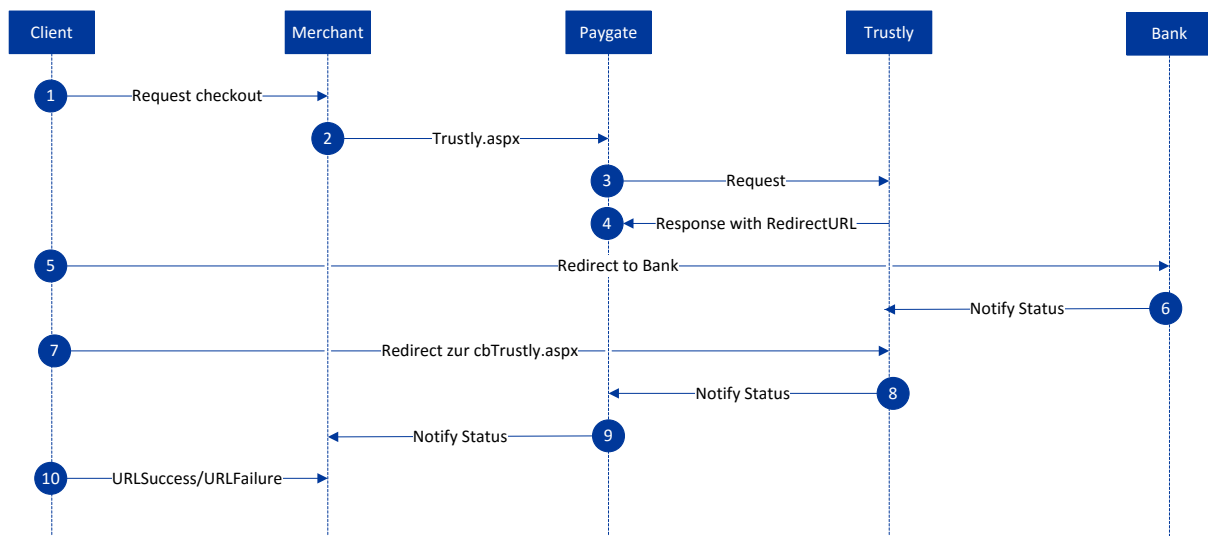 Client
Merchant
Paygate
Trustly
Bank
1
Request checkout
2
Trustly.aspx
3
Request
4
Response with RedirectURL
5
Redirect to Bank
Notify Status
6
7
Redirect zur cbTrustly.aspx
Notify Status
8
Notify Status
9
10
URLSuccess/URLFailure